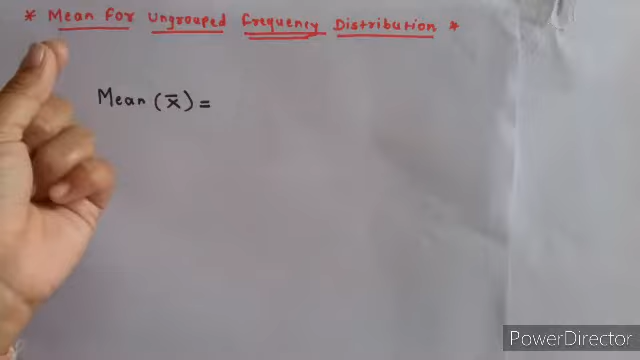 * Mean for Ungrouped Frequency Distribution *
Mean (x̄) =
PowerDirector